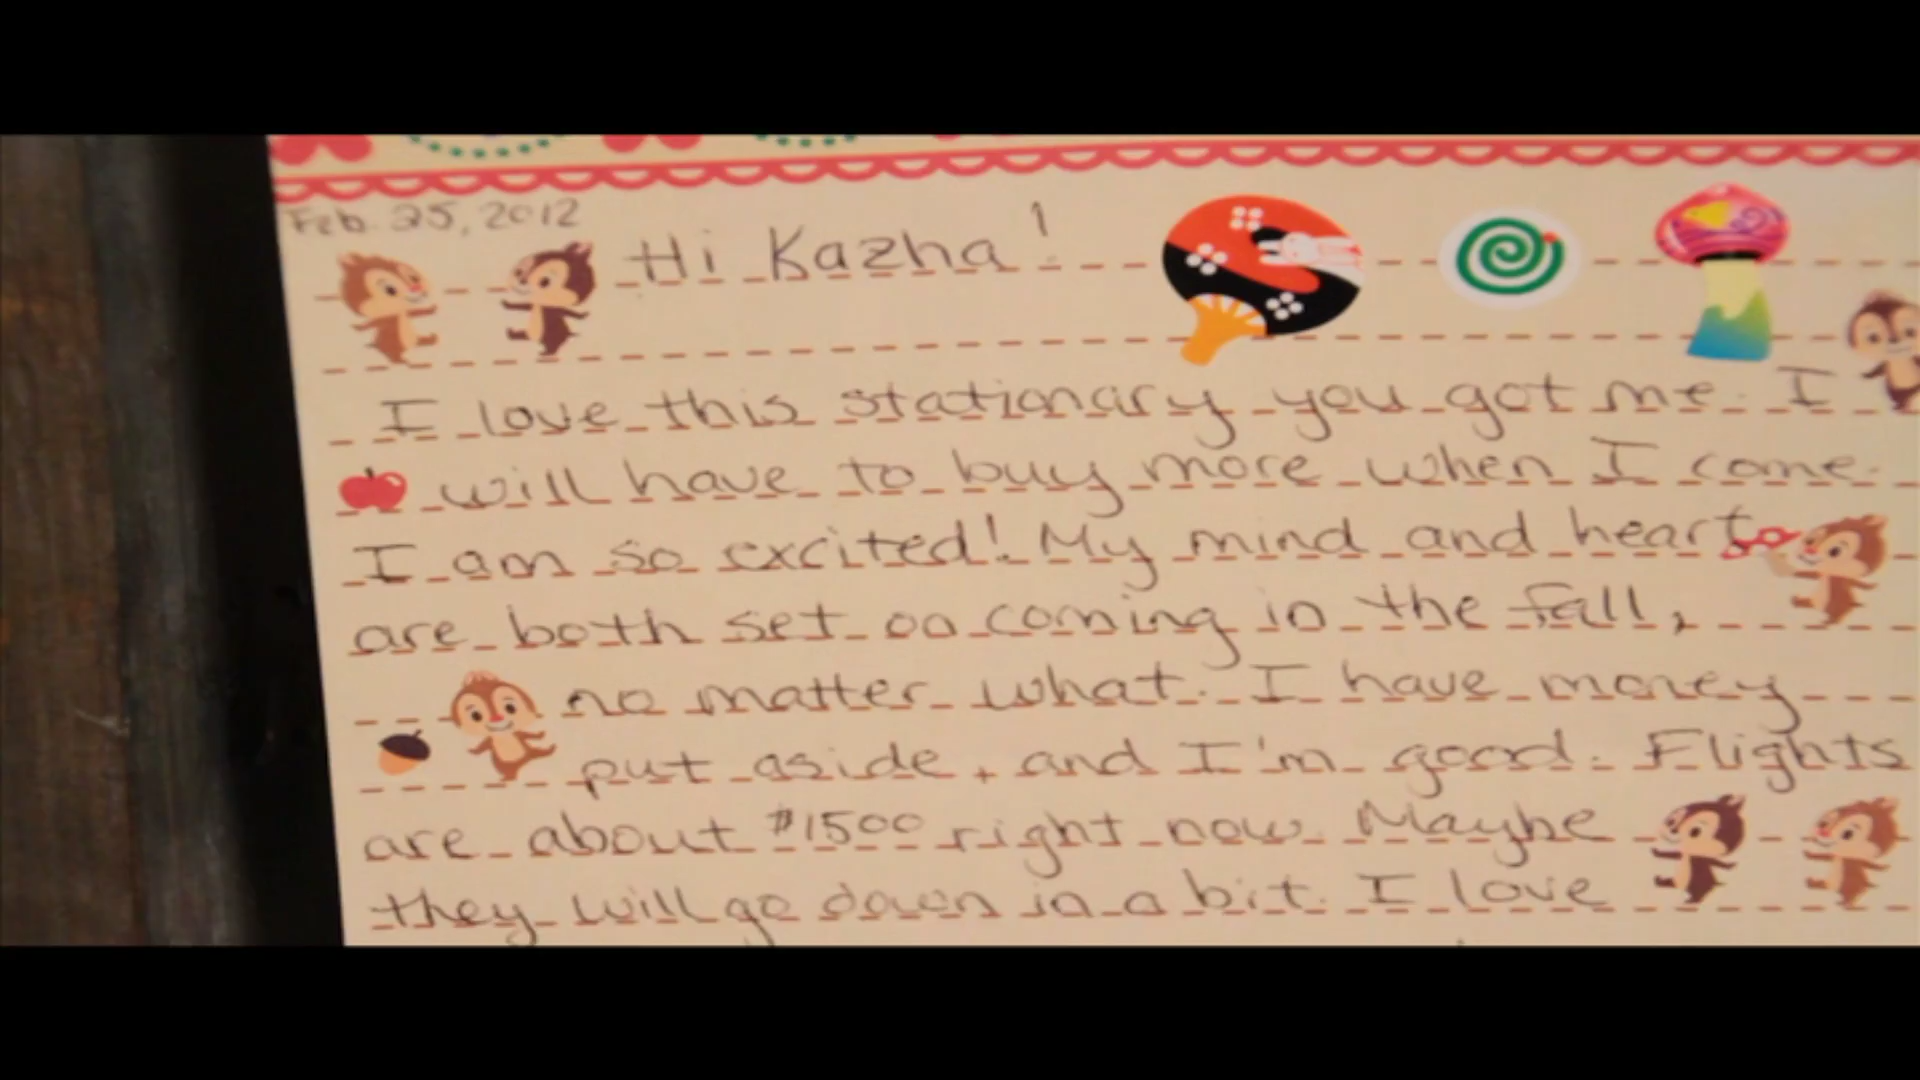 Feb. 25, 2012
Hi Kazha!
I love this stationary you got me. I
will have to buy more when I come.
I am so excited! My mind and heart
are both set on coming in the fall,
no matter what. I have money
put aside, and I'm good. Flights
are about $1500 right now. Maybe
they will go down in a bit. I love